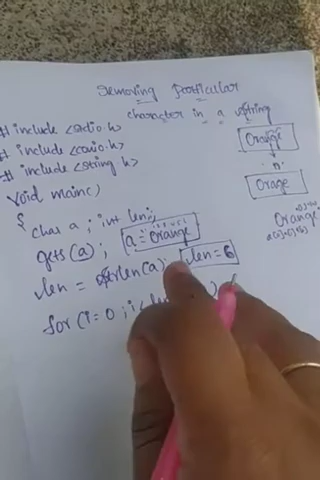 Removing Particular
character in a string
# include <stdio.h>
# include <conio.h>
# include <string.h>
void main()
{ char a ; int len;
gets(a);
a = Orange
len = strlen(a);
len = 6
for (i=0 ; i<
Orange
'n'
Orage
Orange